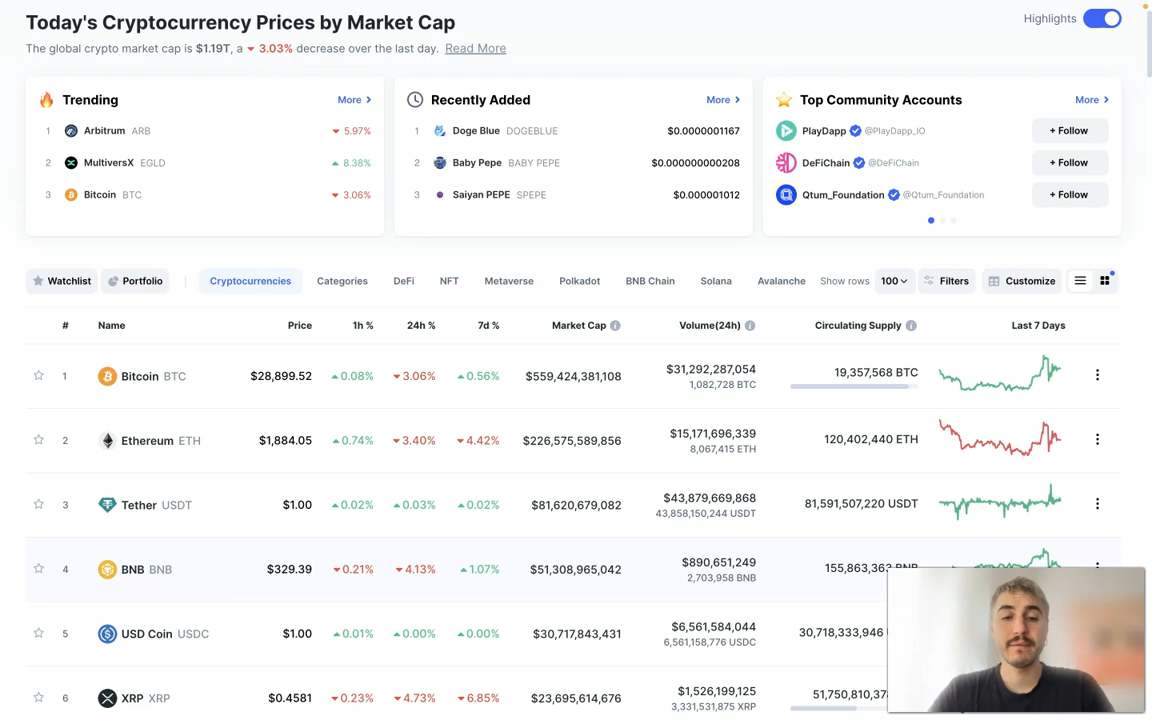 Today's Cryptocurrency Prices by Market Cap
Highlights
The global crypto market cap is $1.19T, a 3.03% decrease over the last day. Read More
Trending
More
1 Arbitrum ARB 5.97%
2 MultiversX EGLD 8.38%
3 Bitcoin BTC 3.06%
Recently Added
More
1 Doge Blue DOGEBLUE $0.0000001167
2 Baby Pepe BABY PEPE $0.000000000208
3 Saiyan PEPE SPEPE $0.000001012
Top Community Accounts
More
PlayDapp @PlayDapp_IO + Follow
DeFiChain @DeFiChain + Follow
Qtum_Foundation @Qtum_Foundation + Follow
Watchlist Portfolio Cryptocurrencies Categories DeFi NFT Metaverse Polkadot BNB Chain Solana Avalanche Show rows 100 Filters Customize
# Name Price 1h % 24h % 7d % Market Cap Volume(24h) Circulating Supply Last 7 Days
1 Bitcoin BTC $28,899.52 0.08% 3.06% 0.56% $559,424,381,108 $31,292,287,054 19,357,568 BTC
1,082,728 BTC
2 Ethereum ETH $1,884.05 0.74% 3.40% 4.42% $226,575,589,856 $15,171,696,339 120,402,440 ETH
8,067,415 ETH
3 Tether USDT $1.00 0.02% 0.03% 0.02% $81,620,679,082 $43,879,669,868 81,591,507,220 USDT
43,858,150,244 USDT
4 BNB BNB $329.39 0.21% 4.13% 1.07% $51,308,965,042 $890,651,249 155,863,363 BNB
2,703,958 BNB
5 USD Coin USDC $1.00 0.01% 0.00% 0.00% $30,717,843,431 $6,561,584,044 30,718,333,946
6,561,158,776 USDC
6 XRP XRP $0.4581 0.23% 4.73% 6.85% $23,695,614,676 $1,526,199,125 51,750,810,37
3,331,531,875 XRP